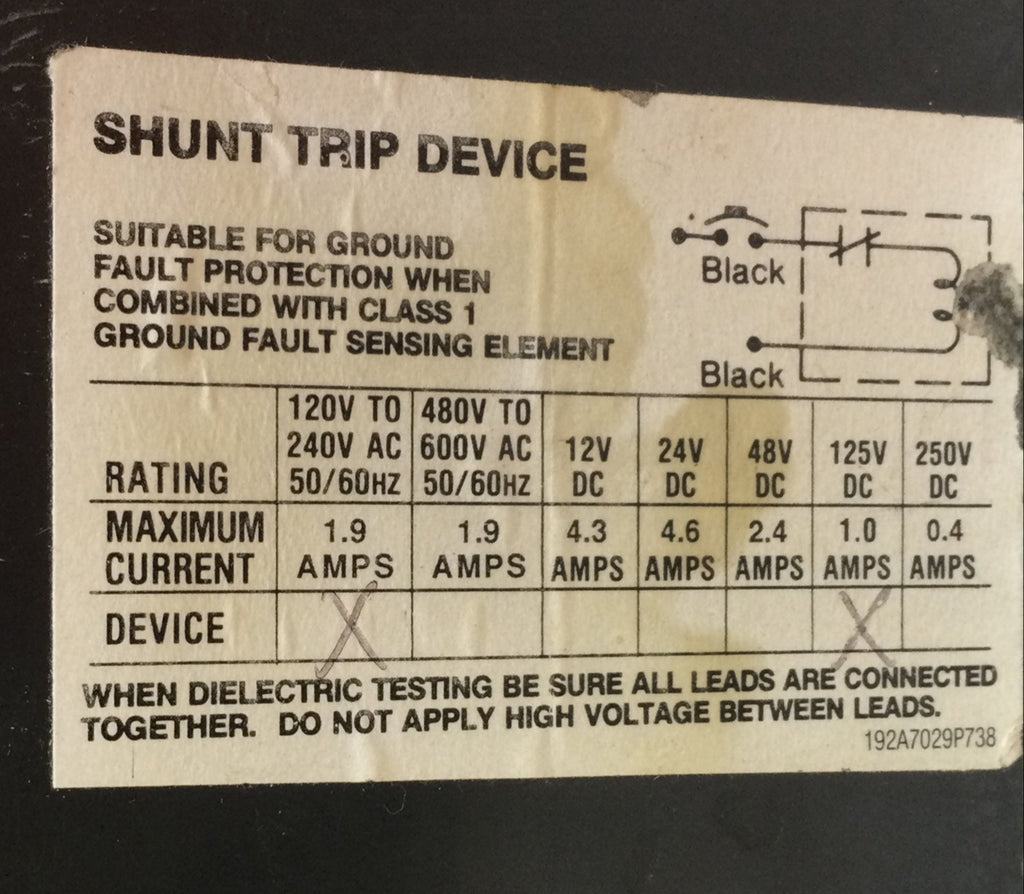 SHUNT TRIP DEVICE
SUITABLE FOR GROUND
FAULT PROTECTION WHEN
COMBINED WITH CLASS 1
GROUND FAULT SENSING ELEMENT
Black
Black
RATING 120V TO 240V AC 50/60HZ 480V TO 600V AC 50/60HZ 12V DC 24V DC 48V DC 125V DC 250V DC
MAXIMUM CURRENT 1.9 AMPS 1.9 AMPS 4.3 AMPS 4.6 AMPS 2.4 AMPS 1.0 AMPS 0.4 AMPS
DEVICE X X
WHEN DIELECTRIC TESTING BE SURE ALL LEADS ARE CONNECTED
TOGETHER. DO NOT APPLY HIGH VOLTAGE BETWEEN LEADS.
192A7029P738